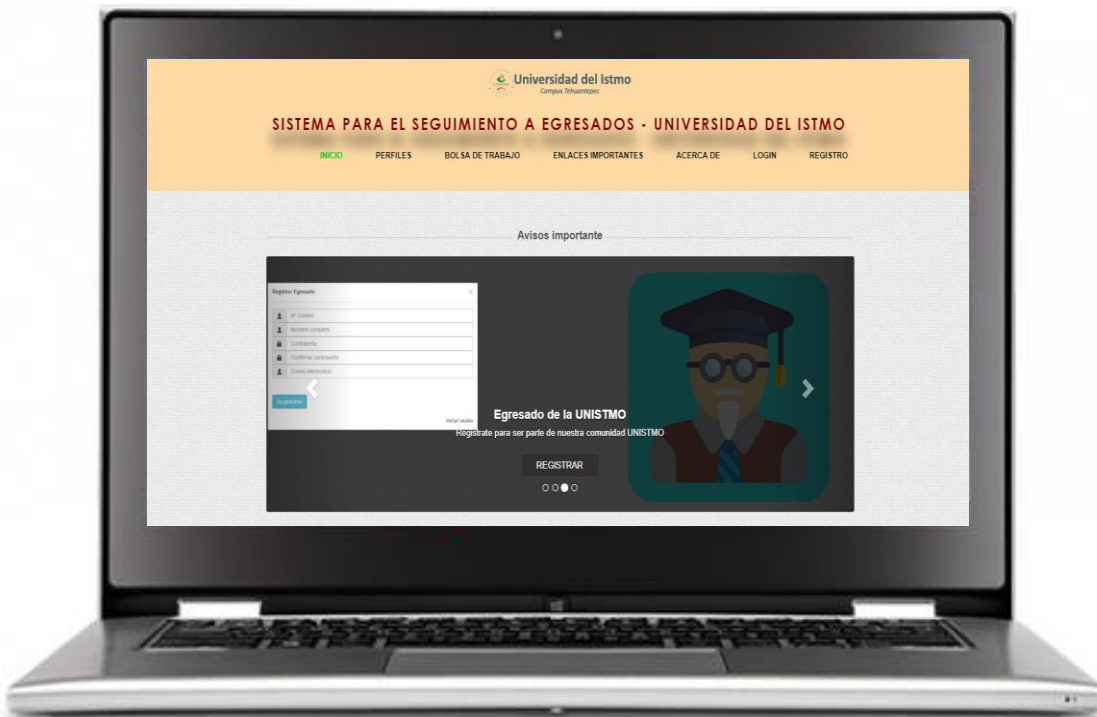 Universidad del Istmo
Campus Tehuantepec
SISTEMA PARA EL SEGUIMIENTO A EGRESADOS - UNIVERSIDAD DEL ISTMO
INICIO PERFILES BOLSA DE TRABAJO ENLACES IMPORTANTES ACERCA DE LOGIN REGISTRO
Avisos importante
Registro Egresado
N° Control
Nombre completo
Contraseña
Confirmar contraseña
Correo electronico
Registrarse
Iniciar sesión
Egresado de la UNISTMO
Registrate para ser parte de nuestra comunidad UNISTMO
REGISTRAR